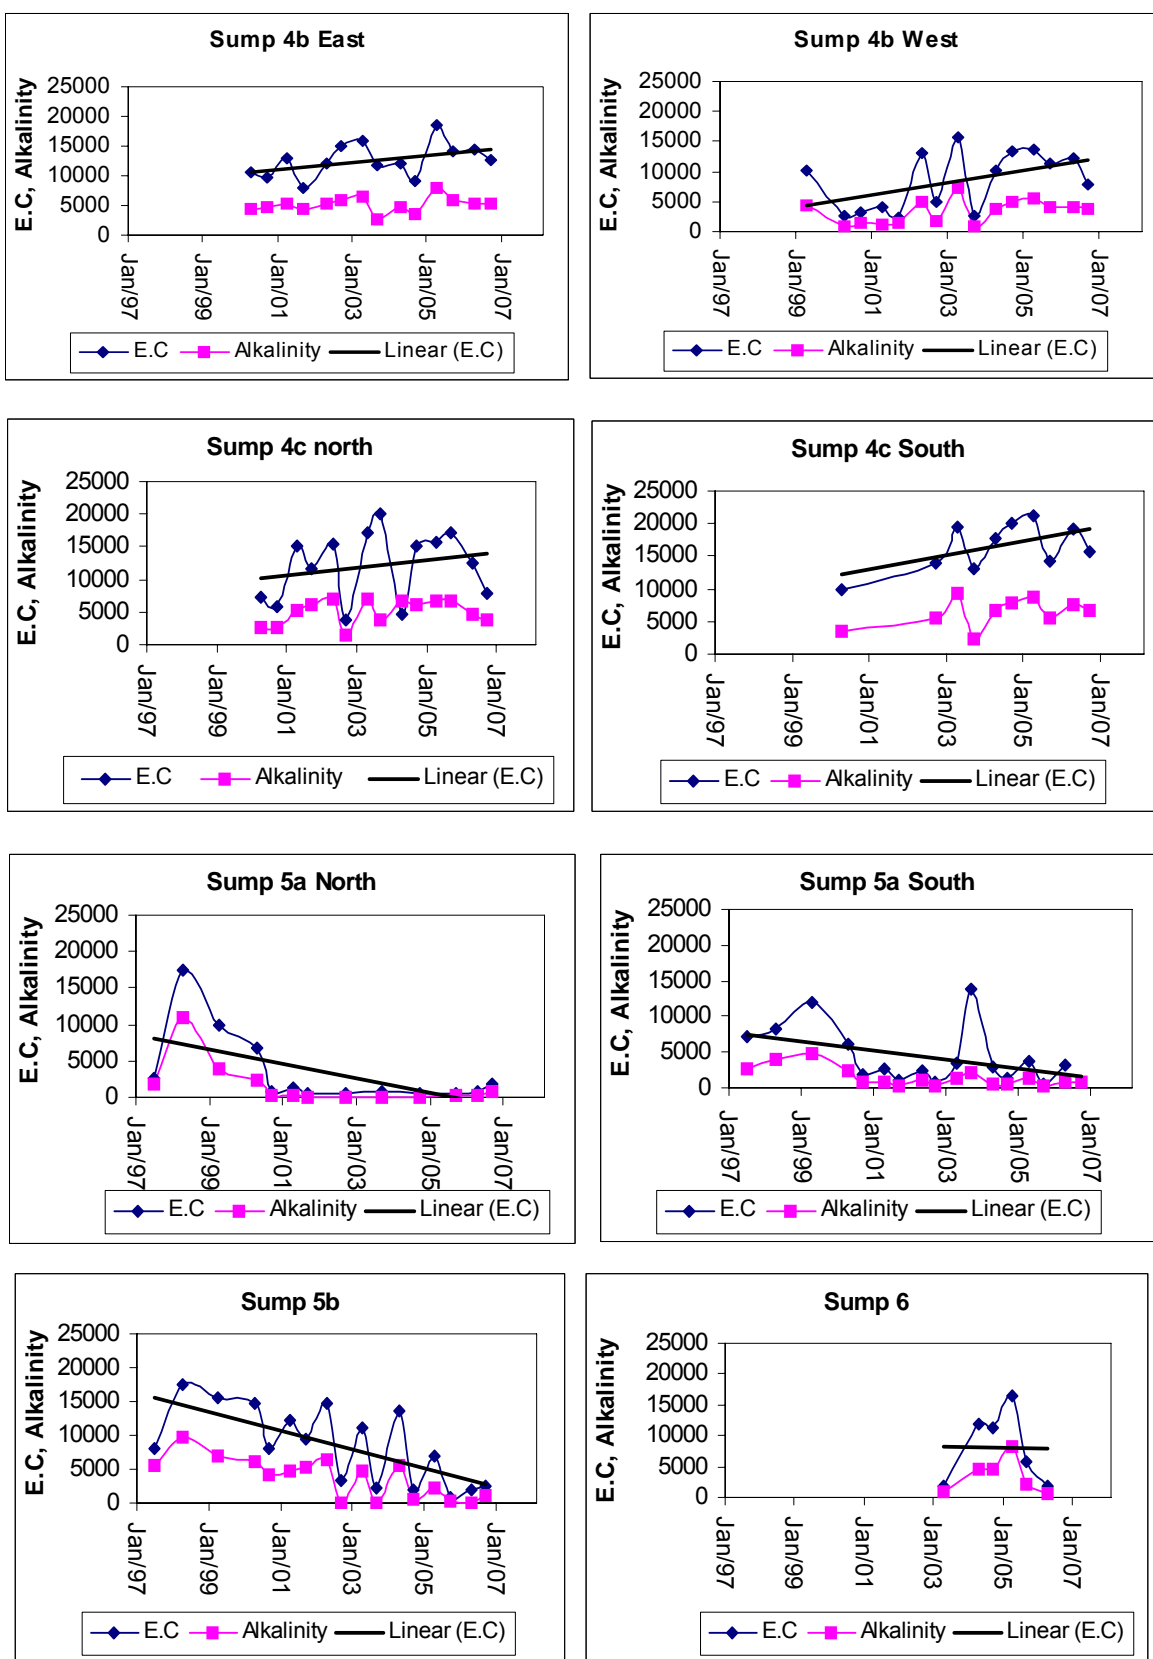 Sump 4b East
E.C, Alkalinity
25000
20000
15000
10000
5000
0
Jan/97
Jan/99
Jan/01
Jan/03
Jan/05
Jan/07
E.C Alkalinity Linear (E.C)
Sump 4b West
E.C, Alkalinity
25000
20000
15000
10000
5000
0
Jan/97
Jan/99
Jan/01
Jan/03
Jan/05
Jan/07
E.C Alkalinity Linear (E.C)
Sump 4c north
E.C, Alkalinity
25000
20000
15000
10000
5000
0
Jan/97
Jan/99
Jan/01
Jan/03
Jan/05
Jan/07
E.C Alkalinity Linear (E.C)
Sump 4c South
E.C, Alkalinity
25000
20000
15000
10000
5000
0
Jan/97
Jan/99
Jan/01
Jan/03
Jan/05
Jan/07
E.C Alkalinity Linear (E.C)
Sump 5a North
E.C, Alkalinity
25000
20000
15000
10000
5000
0
Jan/97
Jan/99
Jan/01
Jan/03
Jan/05
Jan/07
E.C Alkalinity Linear (E.C)
Sump 5a South
E.C, Alkalinity
25000
20000
15000
10000
5000
0
Jan/97
Jan/99
Jan/01
Jan/03
Jan/05
Jan/07
E.C Alkalinity Linear (E.C)
Sump 5b
E.C, Alkalinity
25000
20000
15000
10000
5000
0
Jan/97
Jan/99
Jan/01
Jan/03
Jan/05
Jan/07
E.C Alkalinity Linear (E.C)
Sump 6
E.C, Alkalinity
25000
20000
15000
10000
5000
0
Jan/97
Jan/99
Jan/01
Jan/03
Jan/05
Jan/07
E.C Alkalinity Linear (E.C)